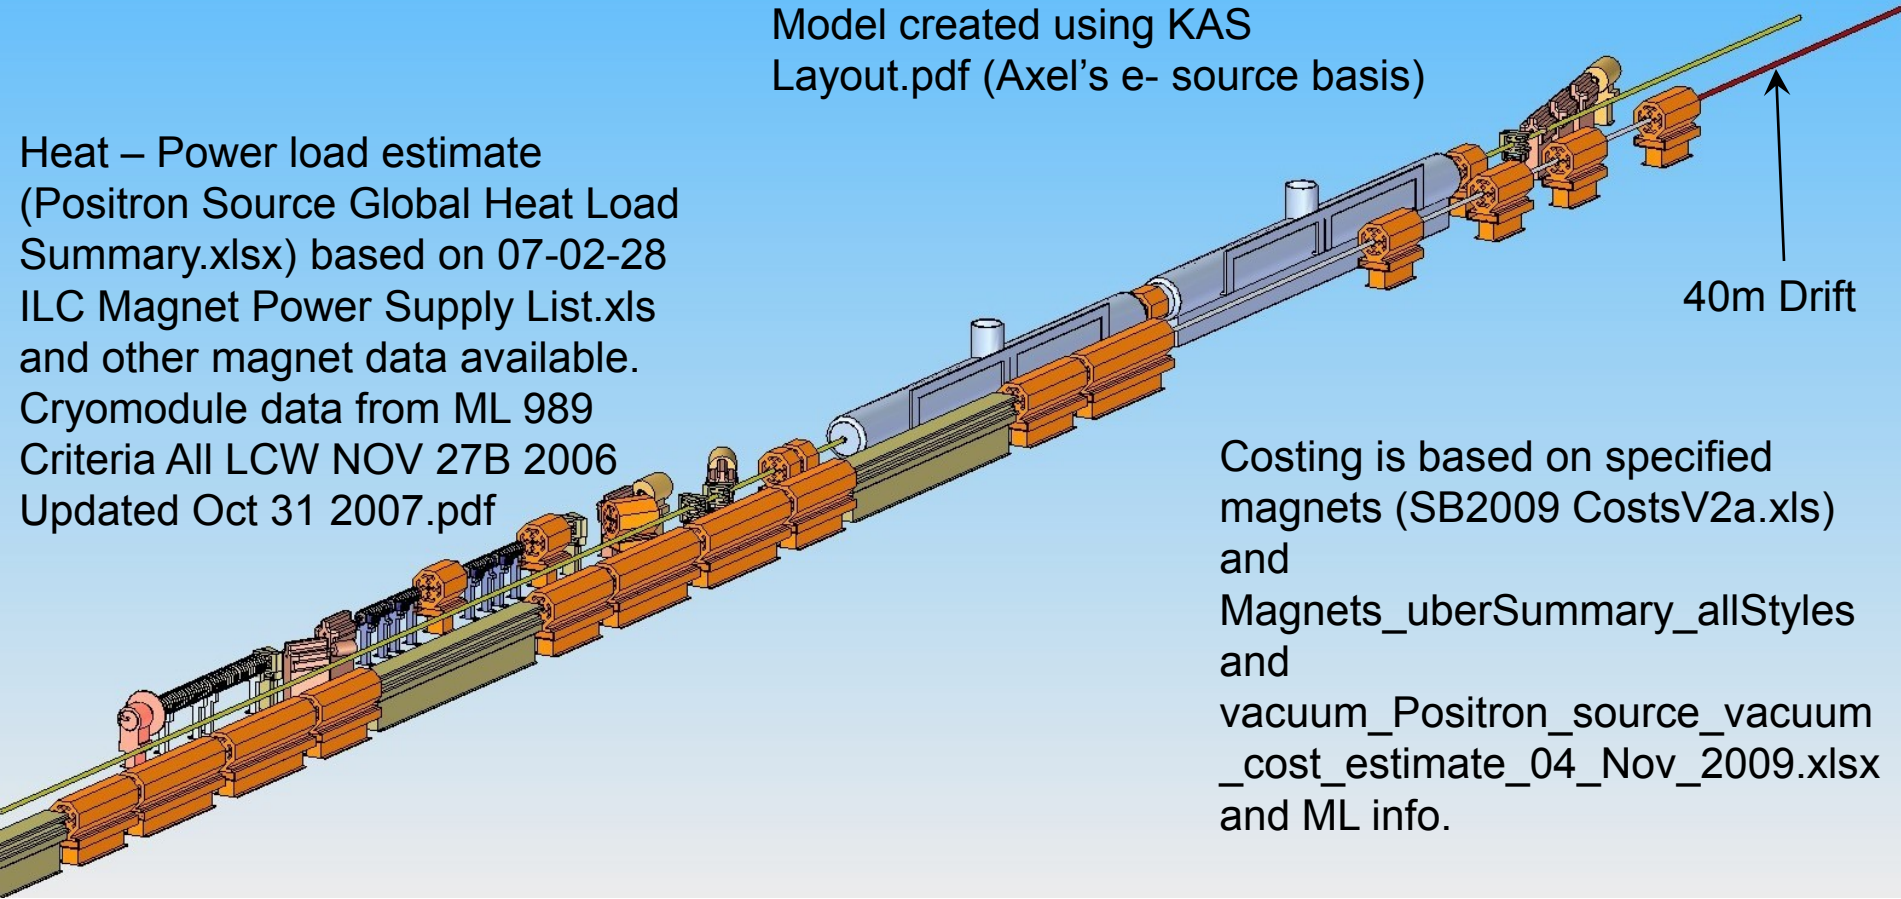 Model created using KAS
Layout.pdf (Axel’s e- source basis)
Heat – Power load estimate
(Positron Source Global Heat Load
Summary.xlsx) based on 07-02-28
ILC Magnet Power Supply List.xls
and other magnet data available.
Cryomodule data from ML 989
Criteria All LCW NOV 27B 2006
Updated Oct 31 2007.pdf
40m Drift
Costing is based on specified
magnets (SB2009 CostsV2a.xls)
and
Magnets_uberSummary_allStyles
and
vacuum_Positron_source_vacuum
_cost_estimate_04_Nov_2009.xlsx
and ML info.